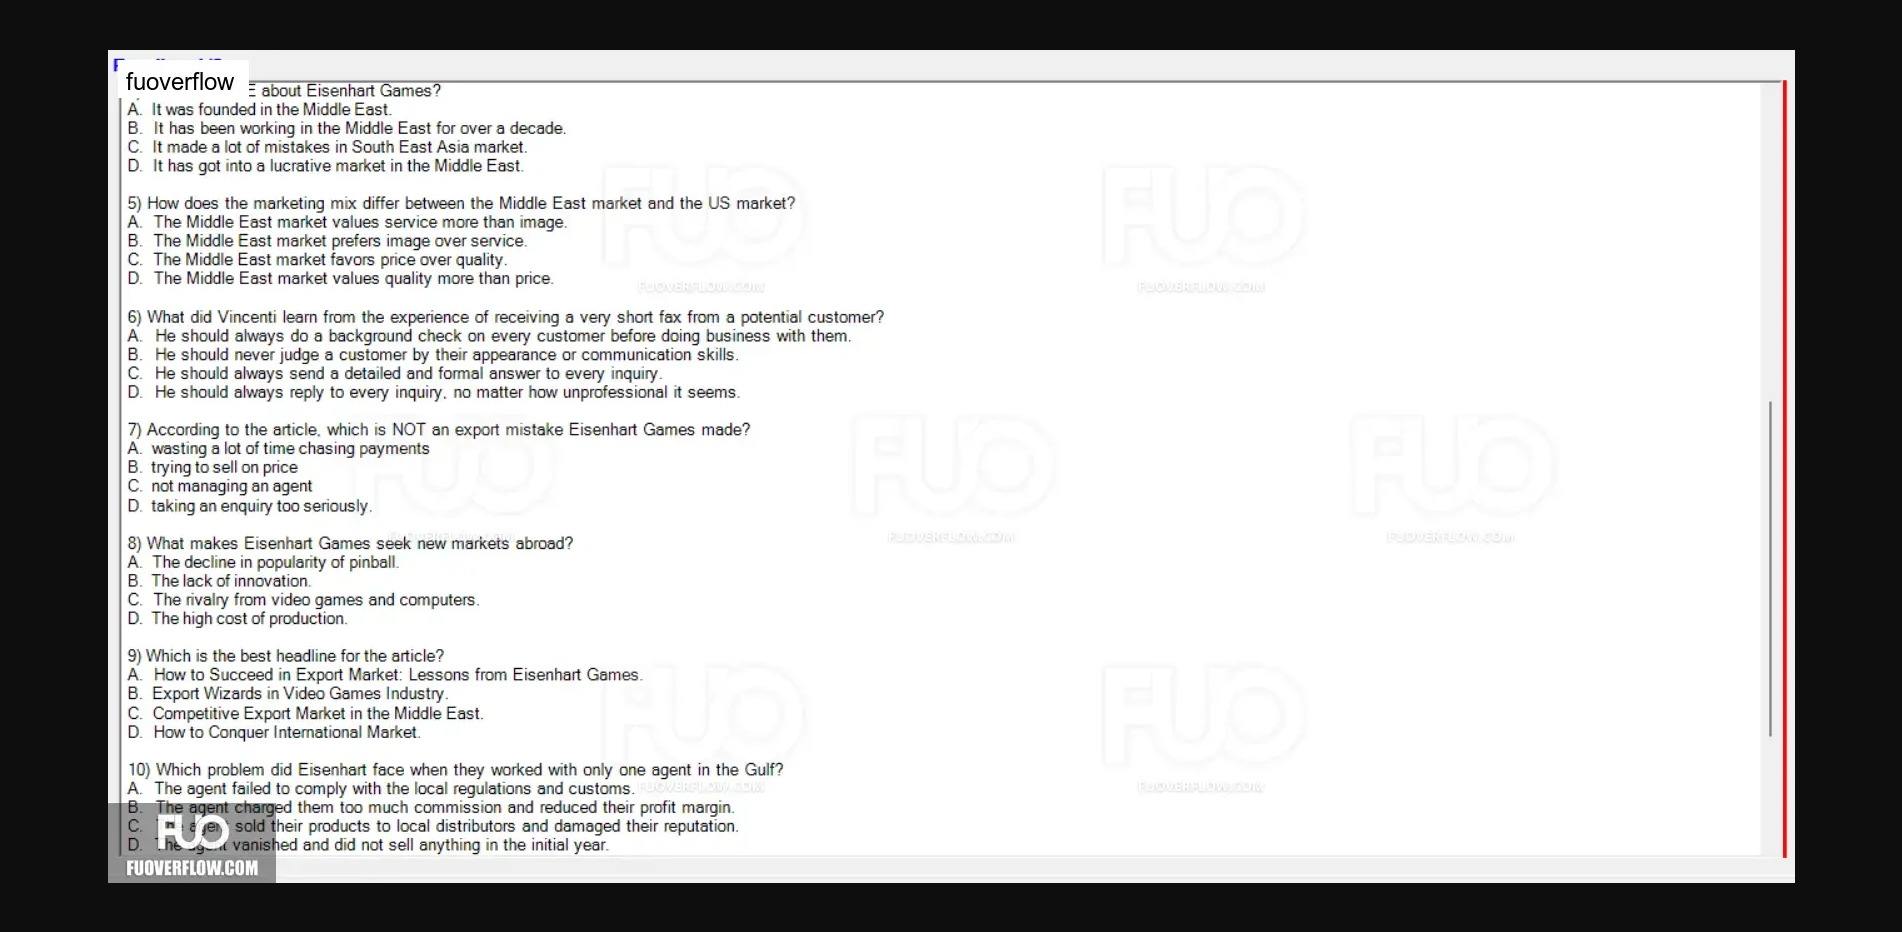 fuoverflow
E about Eisenhart Games?
A. It was founded in the Middle East.
B. It has been working in the Middle East for over a decade.
C. It made a lot of mistakes in South East Asia market.
D. It has got into a lucrative market in the Middle East.
5) How does the marketing mix differ between the Middle East market and the US market?
A. The Middle East market values service more than image.
B. The Middle East market prefers image over service.
C. The Middle East market favors price over quality.
D. The Middle East market values quality more than price.
6) What did Vincenti learn from the experience of receiving a very short fax from a potential customer?
A. He should always do a background check on every customer before doing business with them.
B. He should never judge a customer by their appearance or communication skills.
C. He should always send a detailed and formal answer to every inquiry.
D. He should always reply to every inquiry, no matter how unprofessional it seems.
7) According to the article, which is NOT an export mistake Eisenhart Games made?
A. wasting a lot of time chasing payments
B. trying to sell on price
C. not managing an agent
D. taking an enquiry too seriously.
8) What makes Eisenhart Games seek new markets abroad?
A. The decline in popularity of pinball.
B. The lack of innovation.
C. The rivalry from video games and computers.
D. The high cost of production.
9) Which is the best headline for the article?
A. How to Succeed in Export Market: Lessons from Eisenhart Games.
B. Export Wizards in Video Games Industry.
C. Competitive Export Market in the Middle East.
D. How to Conquer International Market.
10) Which problem did Eisenhart face when they worked with only one agent in the Gulf?
A. The agent failed to comply with the local regulations and customs.
B. The agent charged them too much commission and reduced their profit margin.
C. The agent sold their products to local distributors and damaged their reputation.
D. The agent vanished and did not sell anything in the initial year.
FUO
FUOVERFLOW.COM